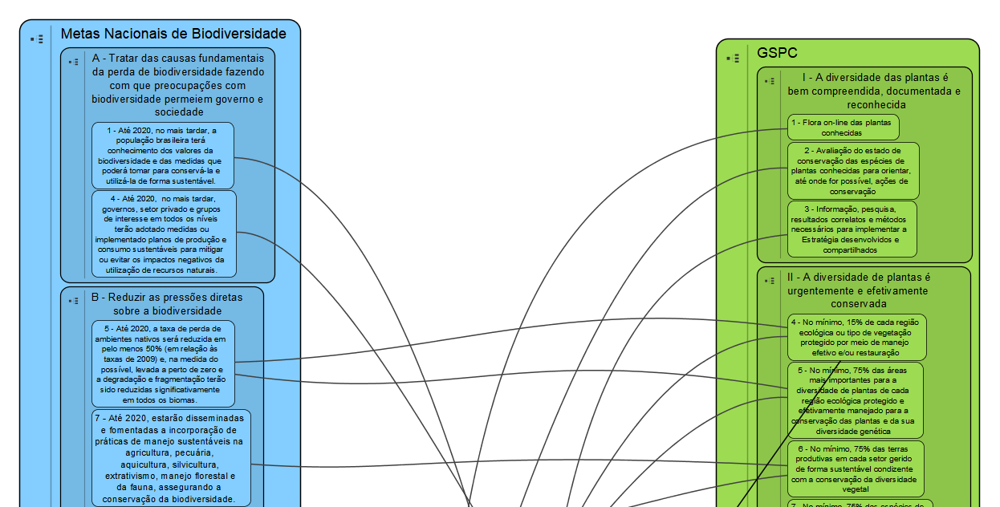 Metas Nacionais de Biodiversidade
A - Tratar das causas fundamentais
da perda de biodiversidade fazendo
com que preocupações com
biodiversidade permeiem governo e
sociedade
1 - Até 2020, no mais tardar, a
população brasileira terá
conhecimento dos valores da
biodiversidade e das medidas que
poderá tomar para conservá-la e
utilizá-la de forma sustentável.
4 - Até 2020, no mais tardar,
governos, setor privado e grupos
de interesse em todos os níveis
terão adotado medidas ou
implementado planos de produção e
consumo sustentáveis para mitigar
ou evitar os impactos negativos da
utilização de recursos naturais.
B - Reduzir as pressões diretas
sobre a biodiversidade
5 - Até 2020, a taxa de perda de
ambientes nativos será reduzida em
pelo menos 50% (em relação às
taxas de 2009) e, na medida do
possível, levada a perto de zero e
a degradação e fragmentação terão
sido reduzidas significativamente
em todos os biomas.
7 - Até 2020, estarão disseminadas
e fomentadas a incorporação de
práticas de manejo sustentáveis na
agricultura, pecuária,
aquicultura, silvicultura,
extrativismo, manejo florestal e
da fauna, assegurando a
conservação da biodiversidade.
GSPC
I - A diversidade das plantas é
bem compreendida, documentada e
reconhecida
1 - Flora on-line das plantas
conhecidas
2 - Avaliação do estado de
conservação das espécies de
plantas conhecidas para orientar,
até onde for possível, ações de
conservação
3 - Informação, pesquisa,
resultados correlatos e métodos
necessários para implementar a
Estratégia desenvolvidos e
compartilhados
II - A diversidade de plantas é
urgentemente e efetivamente
conservada
4 - No mínimo, 15% de cada região
ecológica ou tipo de vegetação
protegido por meio de manejo
efetivo e/ou restauração
5 - No mínimo, 75% das áreas
mais importantes para a
diversidade de plantas de cada
região ecológica protegido e
efetivamente manejado para a
conservação das plantas e da sua
diversidade genética
6 - No mínimo, 75% das terras
produtivas em cada setor gerido
de forma sustentável condizente
com a conservação da diversidade
vegetal
7 - No mínimo, 75% das espécies de